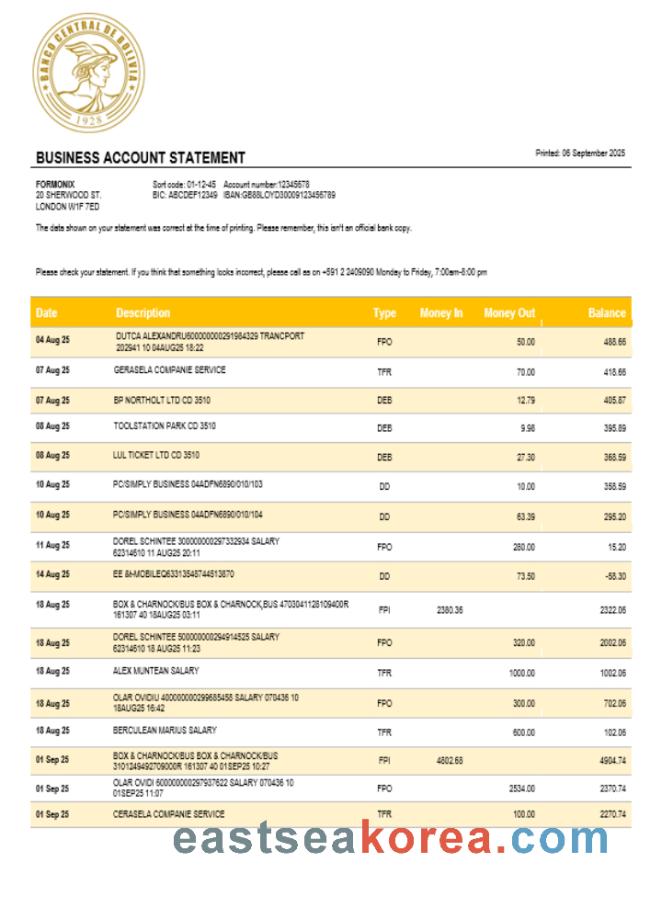 BANCO CENTRAL DE BOLIVIA
1928
BUSINESS ACCOUNT STATEMENT
Printed: 06 September 2025
FORMONIX
Sort code: 01-12-45 Account number:12345678
20 SHERWOOD ST.
BIC: ABCDEF12349 IBAN:GB88LOYD30009123456789
LONDON W1F 7ED
The data shown on your statement was correct at the time of printing. Please remember, this isn't an official bank copy.
Please check your statement. If you think that something looks incorrect, please call as on +591 2 2409090 Monday to Friday, 7:00am-8:00 pm
Date Description Type Money In Money Out Balance
04 Aug 25 DUTCA ALEXANDRU600000000291984329 TRANCPORT FPO 50.00 488.66
202941 10 04AUG25 18:22
07 Aug 25 GERASELA COMPANIE SERVICE TFR 70.00 418.66
07 Aug 25 BP NORTHOLT LTD CD 3510 DEB 12.79 405.87
08 Aug 25 TOOLSTATION PARK CD 3510 DEB 9.98 395.89
08 Aug 25 LUL TICKET LTD CD 3510 DEB 27.30 368.59
10 Aug 25 PC/SIMPLY BUSINESS 04ADFN6890/010/103 DD 10.00 358.59
10 Aug 25 PC/SIMPLY BUSINESS 04ADFN6890/010/104 DD 63.39 295.20
11 Aug 25 DOREL SCHINTEE 300000000297332934 SALARY FPO 280.00 15.20
62314610 11 AUG25 20:11
14 Aug 25 EE &MOBILEQ63313548744513870 DD 73.50 -58.30
18 Aug 25 BOX & CHARNOCK/BUS BOX & CHARNOCK,BUS 4703041128109400R FPI 2380.36 2322.06
161307 40 18AUG25 03:11
18 Aug 25 DOREL SCHINTEE 500000000294914525 SALARY FPO 320.00 2002.06
62314610 18 AUG25 11:23
18 Aug 25 ALEX MUNTEAN SALARY TFR 1000.00 1002.06
18 Aug 25 OLAR OVIDIU 400000000299685458 SALARY 070436 10 FPO 300.00 702.06
18AUG25 16:42
18 Aug 25 BERCULEAN MARIUS SALARY TFR 600.00 102.06
01 Sep 25 BOX & CHARNOCK/BUS BOX & CHARNOCK/BUS FPI 4802.68 4904.74
3101249492709000R 161307 40 01SEP25 10:27
01 Sep 25 OLAR OVIDI 600000000297937622 SALARY 070436 10 FPO 2534.00 2370.74
01SEP25 11:07
01 Sep 25 CERASELA COMPANIE SERVICE TFR 100.00 2270.74
eastseakorea.com